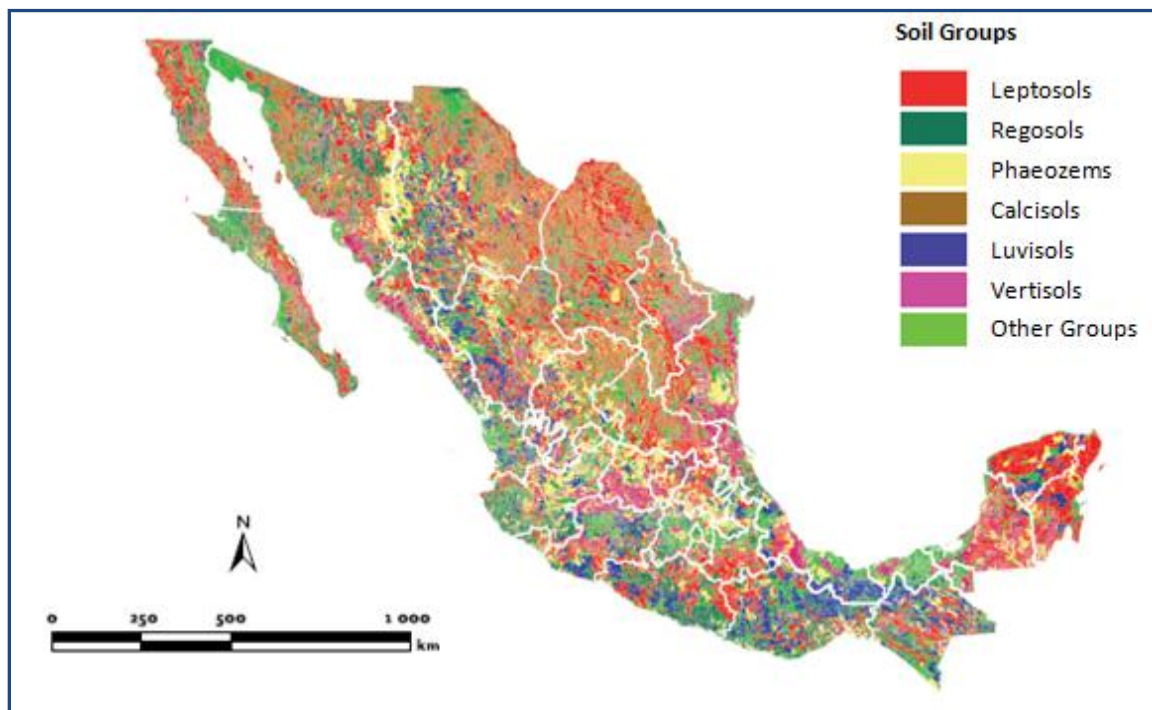 Soil Groups
Leptosols
Regosols
Phaeozems
Calcisols
Luvisols
Vertisols
Other Groups
N
0 250 500 1 000
km